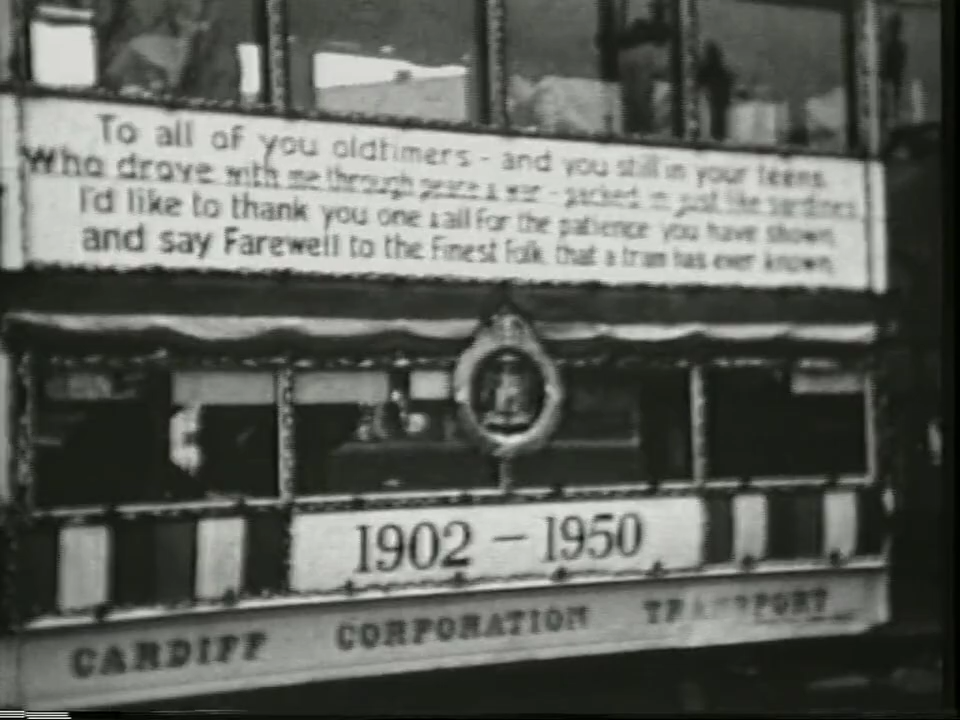 To all of you oldtimers - and you still in your teens
Who drove with me through peace & war - packed in just like sardines
I'd like to thank you one & all for the patience you have shown
and say Farewell to the finest folk that a tram has ever known
1902 - 1950
CARDIFF CORPORATION TRANSPORT